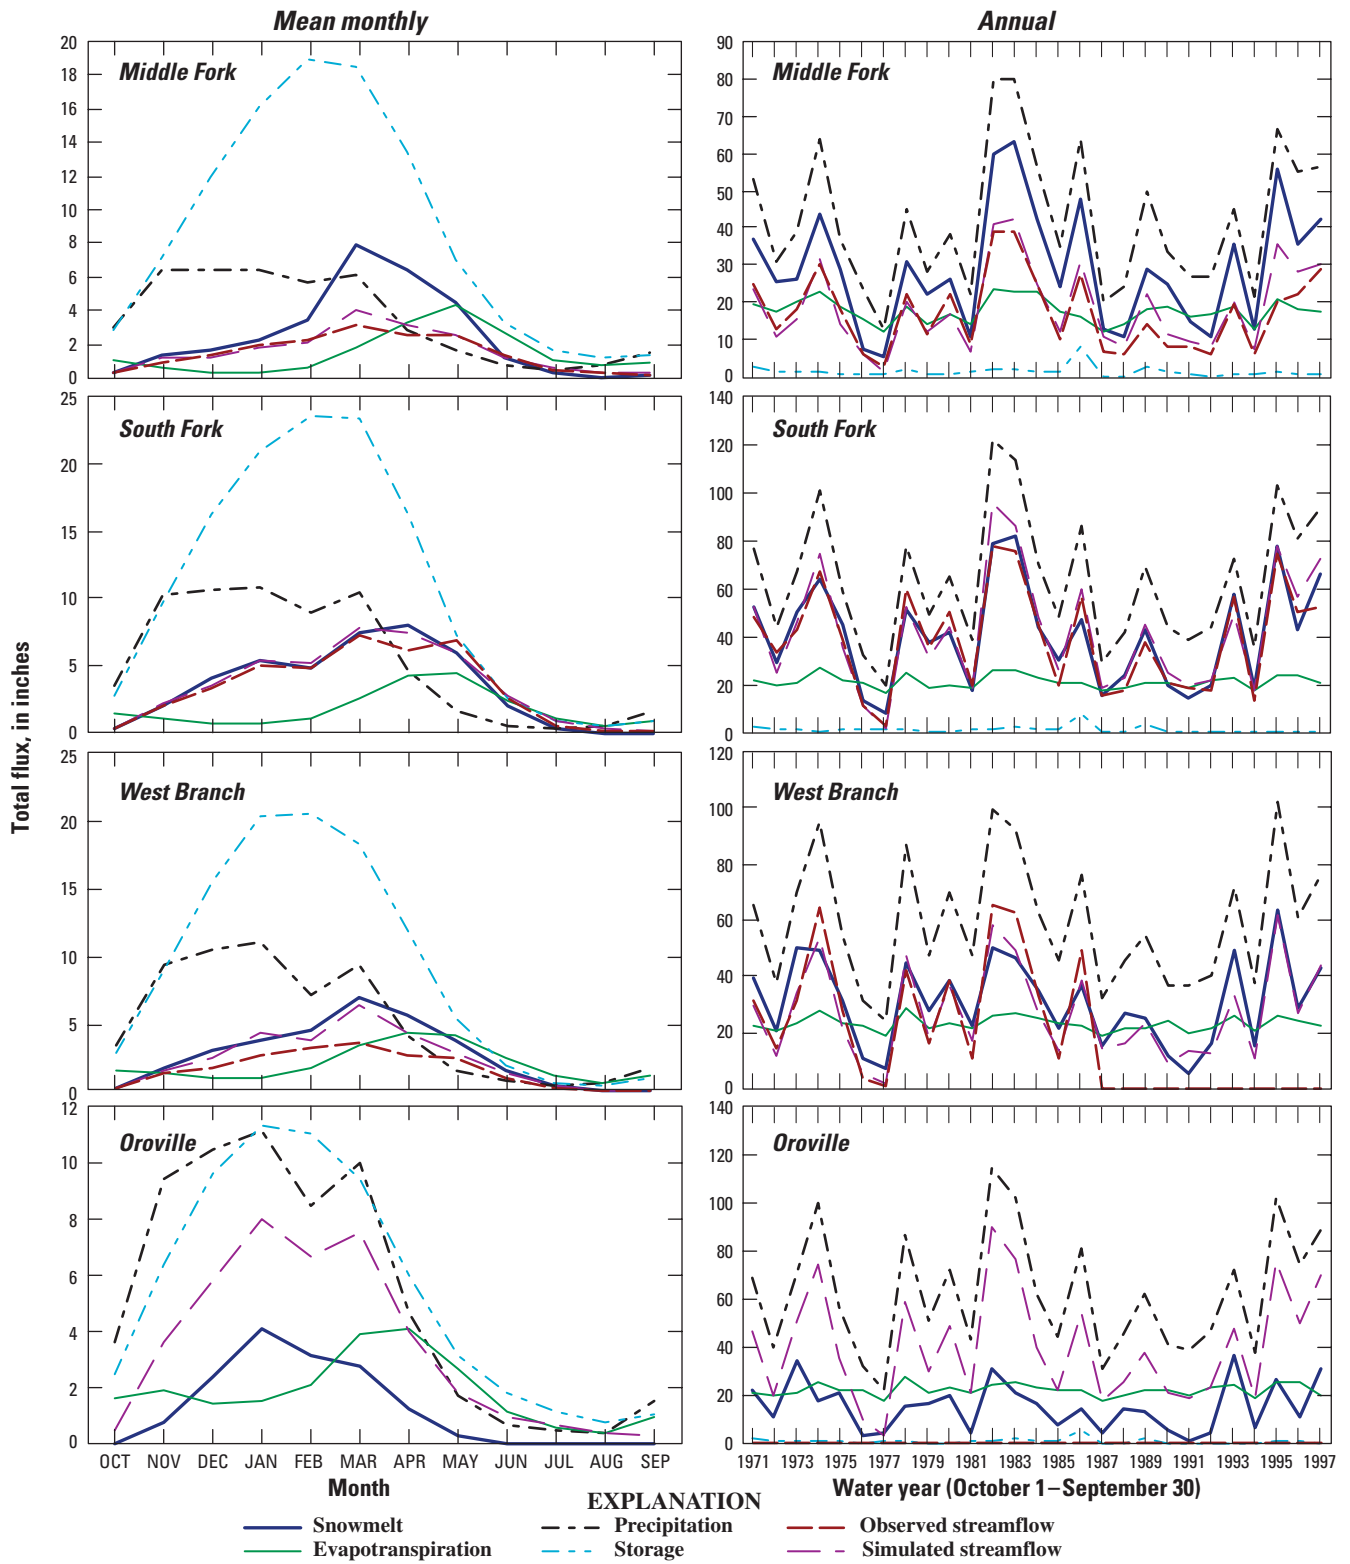 Mean monthly
Annual
Total flux, in inches
Middle Fork
20
18
16
14
12
10
8
6
4
2
0
Middle Fork
90
80
70
60
50
40
30
20
10
0
South Fork
25
20
15
10
5
0
South Fork
140
120
100
80
60
40
20
0
West Branch
25
20
15
10
5
0
West Branch
120
100
80
60
40
20
0
Oroville
12
10
8
6
4
2
0
OCT NOV DEC JAN FEB MAR APR MAY JUN JUL AUG SEP
Month
Oroville
140
120
100
80
60
40
20
0
1971 1973 1975 1977 1979 1981 1983 1985 1987 1989 1991 1993 1995 1997
Water year (October 1–September 30)
EXPLANATION
Snowmelt
Precipitation
Observed streamflow
Evapotranspiration
Storage
Simulated streamflow